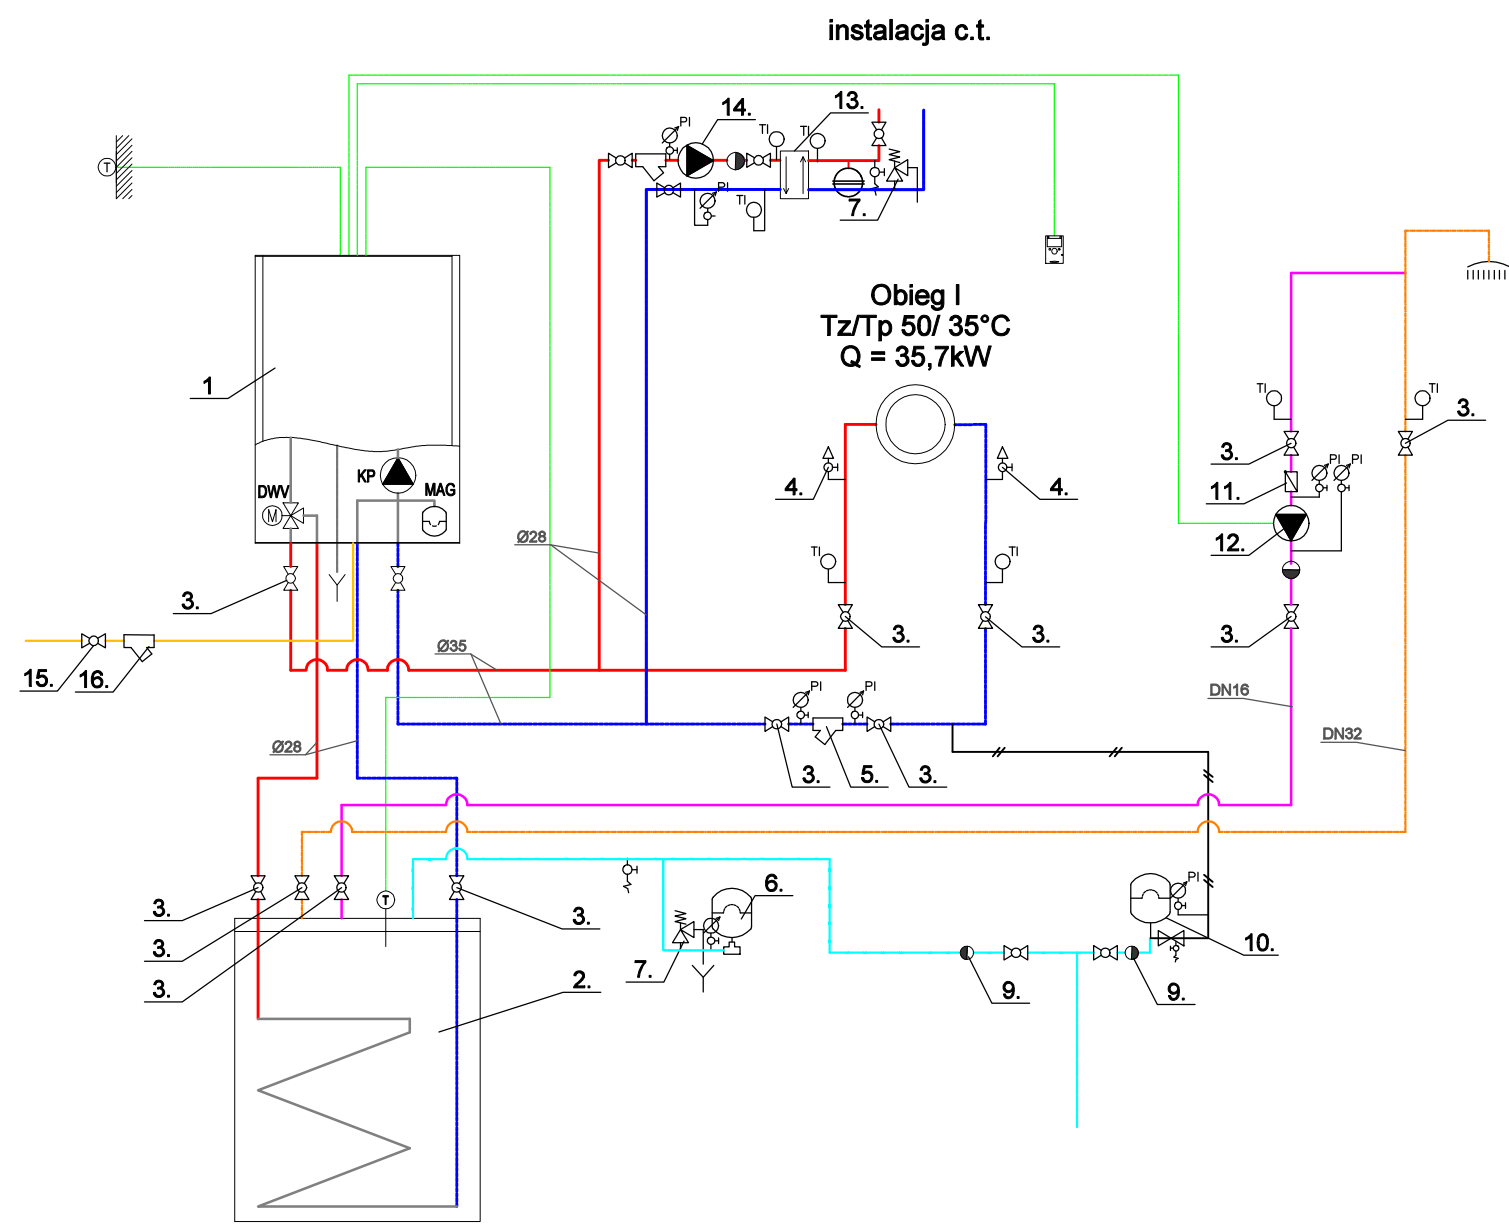 instalacja c.t.
14.
13.
PI
TI
TI
T
PI
TI
7.
Obieg I
Tz/Tp 50/ 35°C
Q = 35,7kW
1
TI
TI
3.
3.
KP
MAG
DWV
M
4.
4.
PI
PI
11.
12.
Ø28
TI
TI
3.
3.
3.
3.
Ø35
15.
16.
PI
PI
DN16
DN32
Ø28
3.
5.
3.
3.
3.
3.
T
3.
6.
7.
PI
10.
2.
9.
9.